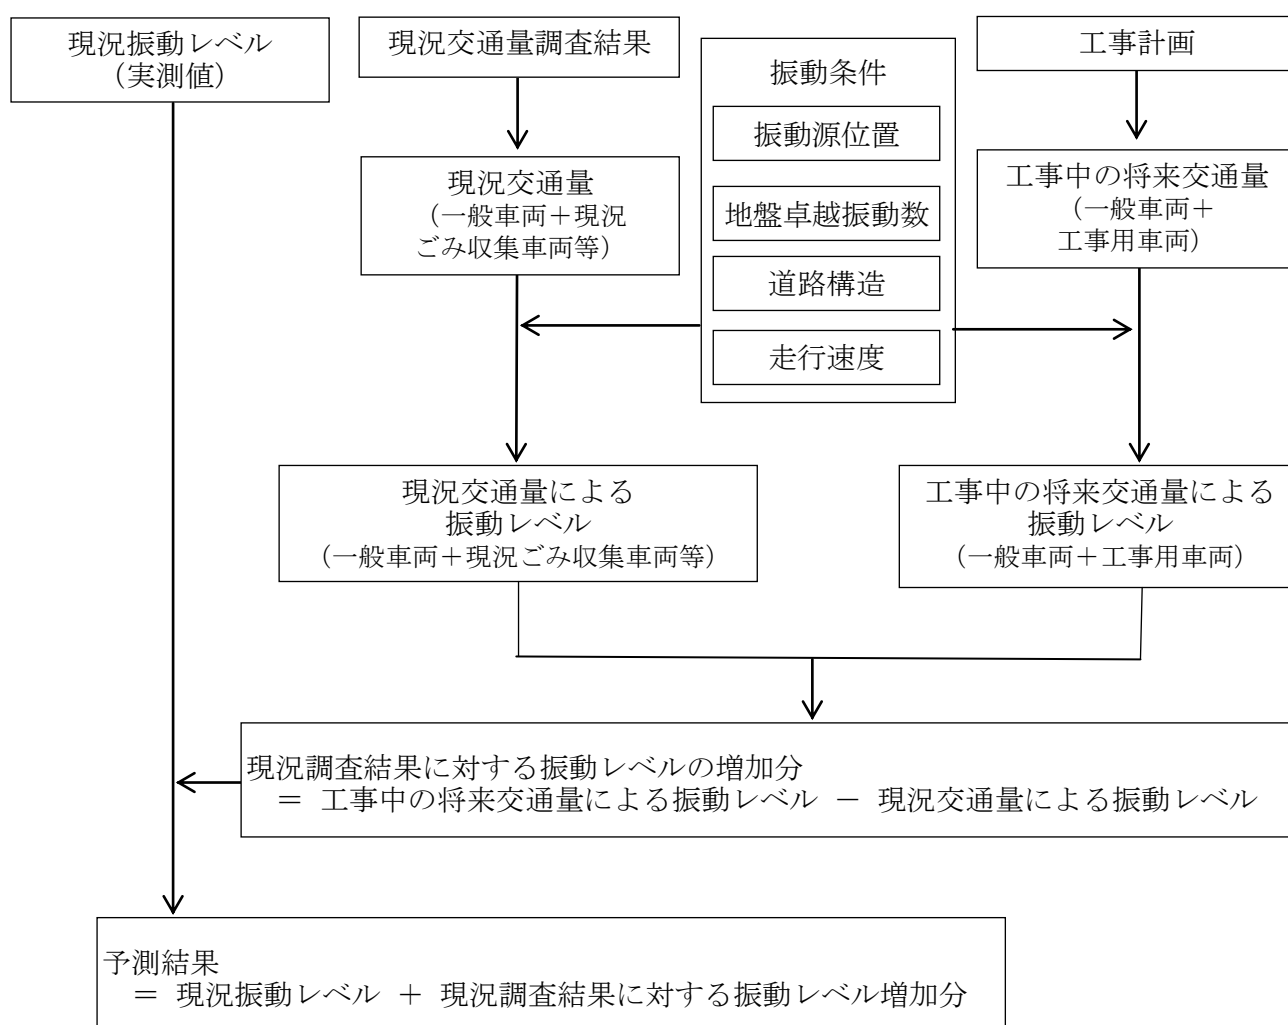 現況振動レベル
（実測値）
現況交通量調査結果
振動条件
振動源位置
地盤卓越振動数
道路構造
走行速度
工事計画
現況交通量
（一般車両＋現況
ごみ収集車両等）
工事中の将来交通量
（一般車両＋
工事用車両）
現況交通量による
振動レベル
（一般車両＋現況ごみ収集車両等）
工事中の将来交通量による
振動レベル
（一般車両＋工事用車両）
現況調査結果に対する振動レベルの増加分
＝ 工事中の将来交通量による振動レベル － 現況交通量による振動レベル
予測結果
＝ 現況振動レベル ＋ 現況調査結果に対する振動レベル増加分